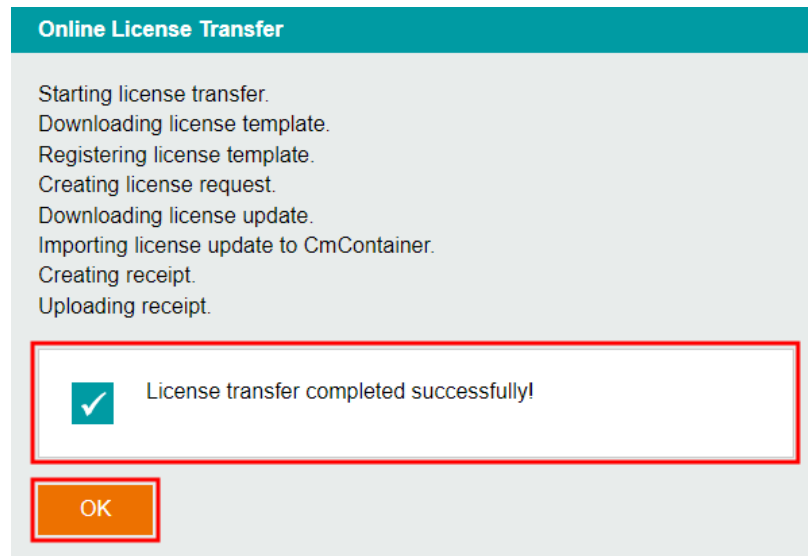 Online License Transfer
Starting license transfer.
Downloading license template.
Registering license template.
Creating license request.
Downloading license update.
Importing license update to CmContainer.
Creating receipt.
Uploading receipt.
License transfer completed successfully!
OK